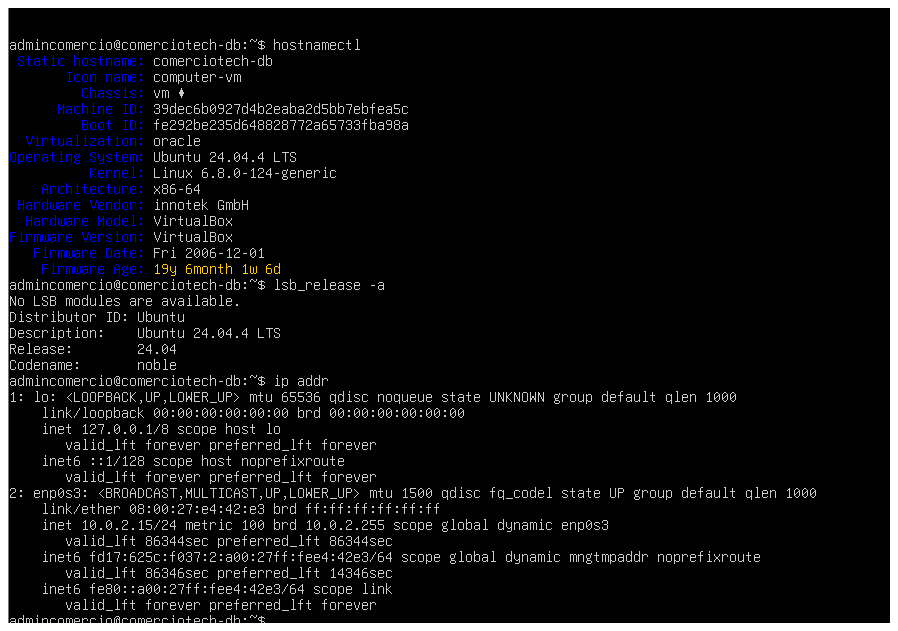 admincomercio@comerciotech-db:~$ hostnamectl
 Static hostname: comerciotech-db
       Icon name: computer-vm
         Chassis: vm ♦
      Machine ID: 39dec6b0927d4b2eaba2d5bb7ebfea5c
         Boot ID: fe292be235d648828772a65733fba98a
  Virtualization: oracle
Operating System: Ubuntu 24.04.4 LTS
          Kernel: Linux 6.8.0-124-generic
    Architecture: x86-64
 Hardware Vendor: innotek GmbH
  Hardware Model: VirtualBox
Firmware Version: VirtualBox
   Firmware Date: Fri 2006-12-01
    Firmware Age: 19y 6month 1w 6d
admincomercio@comerciotech-db:~$ lsb_release -a
No LSB modules are available.
Distributor ID: Ubuntu
Description:    Ubuntu 24.04.4 LTS
Release:        24.04
Codename:       noble
admincomercio@comerciotech-db:~$ ip addr
1: lo: <LOOPBACK,UP,LOWER_UP> mtu 65536 qdisc noqueue state UNKNOWN group default qlen 1000
    link/loopback 00:00:00:00:00:00 brd 00:00:00:00:00:00
    inet 127.0.0.1/8 scope host lo
       valid_lft forever preferred_lft forever
    inet6 ::1/128 scope host noprefixroute
       valid_lft forever preferred_lft forever
2: enp0s3: <BROADCAST,MULTICAST,UP,LOWER_UP> mtu 1500 qdisc fq_codel state UP group default qlen 1000
    link/ether 08:00:27:e4:42:e3 brd ff:ff:ff:ff:ff:ff
    inet 10.0.2.15/24 metric 100 brd 10.0.2.255 scope global dynamic enp0s3
       valid_lft 86344sec preferred_lft 86344sec
    inet6 fd17:625c:f037:2:a00:27ff:fee4:42e3/64 scope global dynamic mngtmpaddr noprefixroute
       valid_lft 86346sec preferred_lft 14346sec
    inet6 fe80::a00:27ff:fee4:42e3/64 scope link
       valid_lft forever preferred_lft forever
admincomercio@comerciotech-db:~$